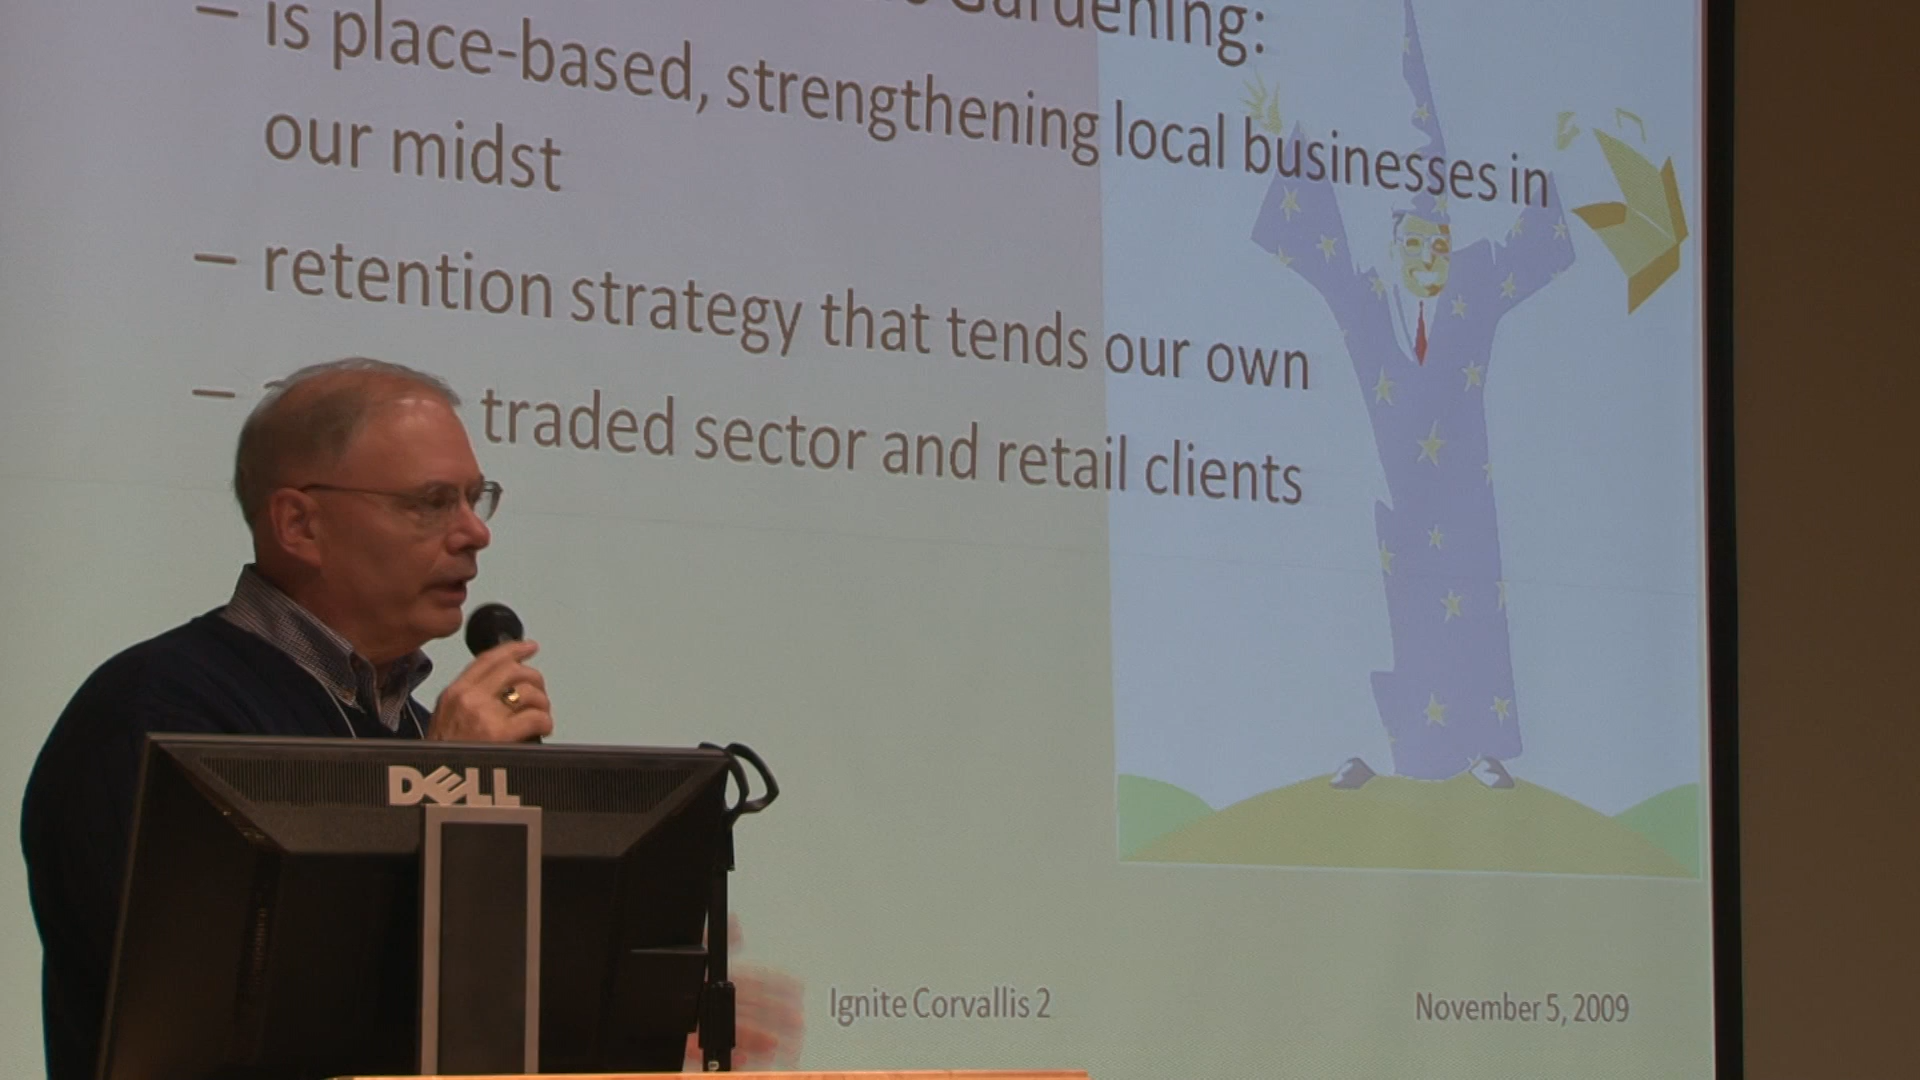 Gardening:
– is place-based, strengthening local businesses in
our midst
– retention strategy that tends our own
– traded sector and retail clients
DELL
Ignite Corvallis 2
November 5, 2009